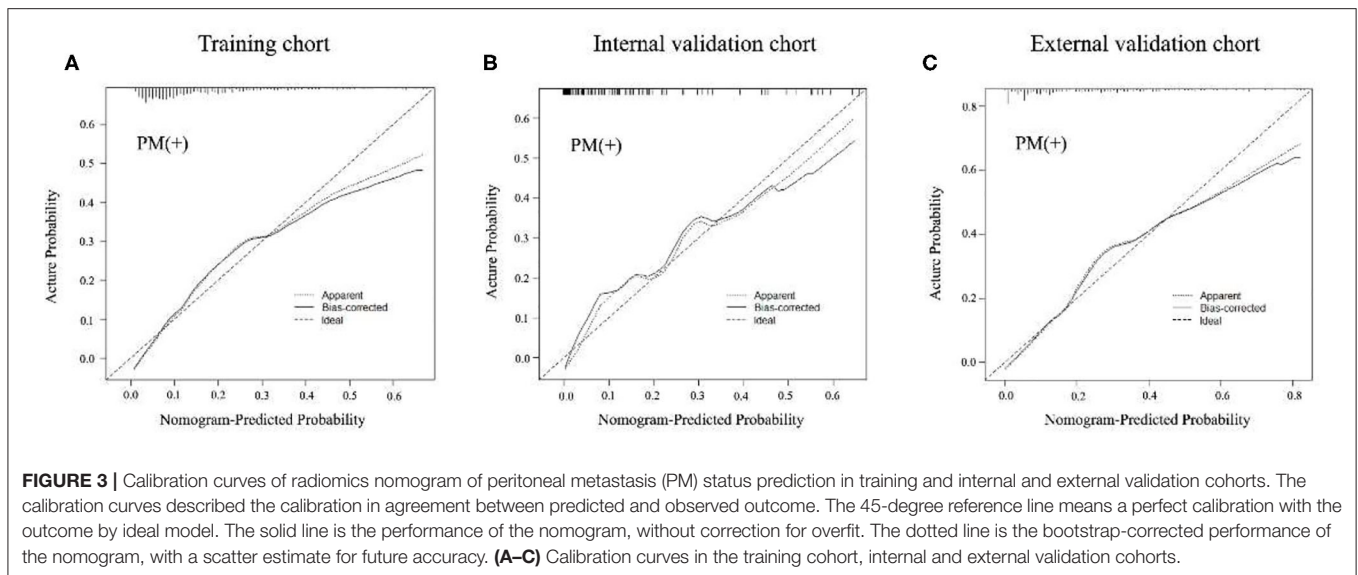 Training chort
Internal validation chort
External validation chort
A
B
C
PM(+)
PM(+)
PM(+)
0.6
0.5
0.4
0.3
0.2
0.1
0.0
Acture Probability
Apparent
Bias-corrected
Ideal
0.0 0.1 0.2 0.3 0.4 0.5 0.6
Nomogram-Predicted Probability
0.6
0.5
0.4
0.3
0.2
0.1
0.0
Acture Probability
Apparent
Bias-corrected
Ideal
0.0 0.1 0.2 0.3 0.4 0.5 0.6
Nomogram-Predicted Probability
0.8
0.6
0.4
0.2
0.0
Acture Probability
Apparent
Bias-corrected
Ideal
0.0 0.2 0.4 0.6 0.8
Nomogram-Predicted Probability
FIGURE 3 | Calibration curves of radiomics nomogram of peritoneal metastasis (PM) status prediction in training and internal and external validation cohorts. The
calibration curves described the calibration in agreement between predicted and observed outcome. The 45-degree reference line means a perfect calibration with the
outcome by ideal model. The solid line is the performance of the nomogram, without correction for overfit. The dotted line is the bootstrap-corrected performance of
the nomogram, with a scatter estimate for future accuracy. (A–C) Calibration curves in the training cohort, internal and external validation cohorts.